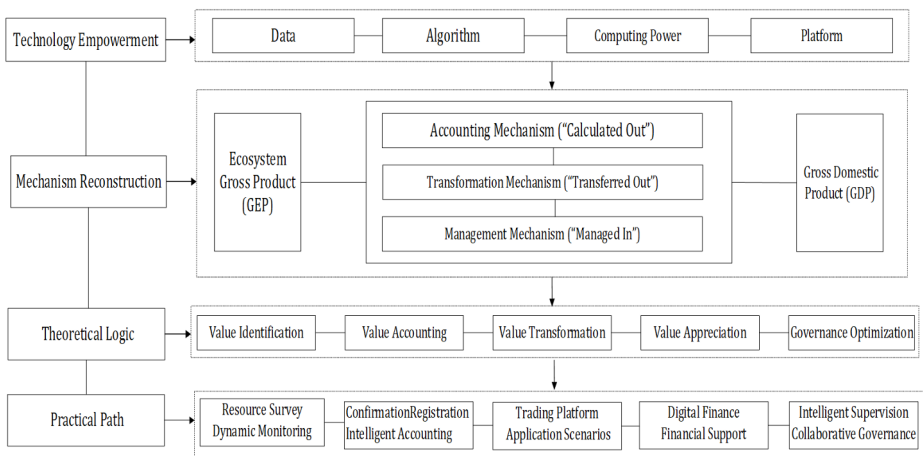 Technology Empowerment
Data
Algorithm
Computing Power
Platform
Mechanism Reconstruction
Ecosystem
Gross Product
(GEP)
Accounting Mechanism (“Calculated Out”)
Transformation Mechanism (“Transferred Out”)
Management Mechanism (“Managed In”)
Gross Domestic
Product (GDP)
Theoretical Logic
Value Identification
Value Accounting
Value Transformation
Value Appreciation
Governance Optimization
Practical Path
Resource Survey
Dynamic Monitoring
ConfirmationRegistration
Intelligent Accounting
Trading Platform
Application Scenarios
Digital Finance
Financial Support
Intelligent Supervision
Collaborative Governance